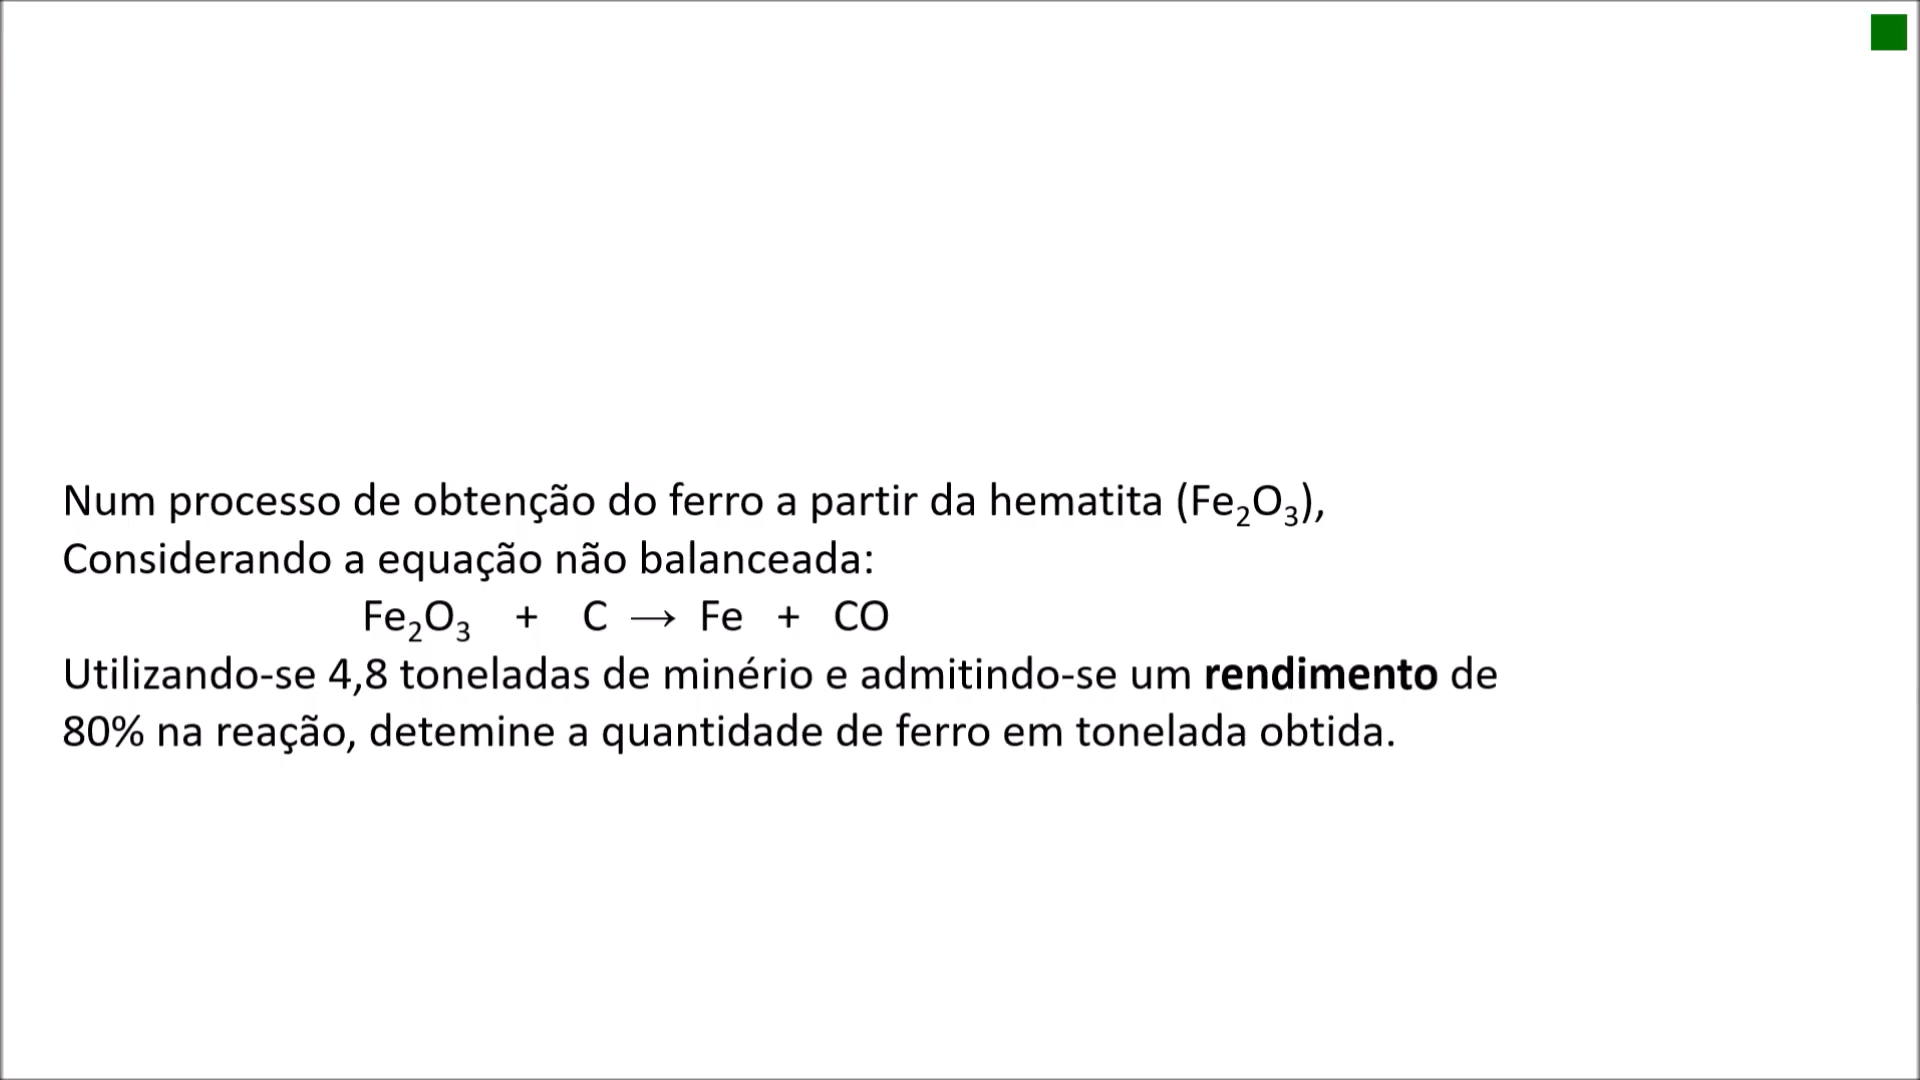 Num processo de obtenção do ferro a partir da hematita (Fe₂O₃),
Considerando a equação não balanceada:
Fe₂O₃ + C ⟶ Fe + CO
Utilizando-se 4,8 toneladas de minério e admitindo-se um rendimento de
80% na reação, detemine a quantidade de ferro em tonelada obtida.